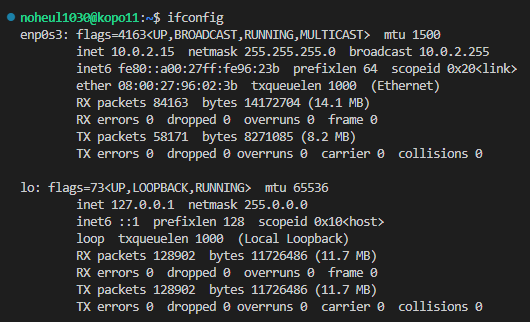 noheul1030@kopo11:~$ ifconfig
enp0s3: flags=4163<UP,BROADCAST,RUNNING,MULTICAST>  mtu 1500
        inet 10.0.2.15  netmask 255.255.255.0  broadcast 10.0.2.255
        inet6 fe80::a00:27ff:fe96:23b  prefixlen 64  scopeid 0x20<link>
        ether 08:00:27:96:02:3b  txqueuelen 1000  (Ethernet)
        RX packets 84163  bytes 14172704 (14.1 MB)
        RX errors 0  dropped 0  overruns 0  frame 0
        TX packets 58171  bytes 8271085 (8.2 MB)
        TX errors 0  dropped 0 overruns 0  carrier 0  collisions 0

lo: flags=73<UP,LOOPBACK,RUNNING>  mtu 65536
        inet 127.0.0.1  netmask 255.0.0.0
        inet6 ::1  prefixlen 128  scopeid 0x10<host>
        loop  txqueuelen 1000  (Local Loopback)
        RX packets 128902  bytes 11726486 (11.7 MB)
        RX errors 0  dropped 0  overruns 0  frame 0
        TX packets 128902  bytes 11726486 (11.7 MB)
        TX errors 0  dropped 0 overruns 0  carrier 0  collisions 0